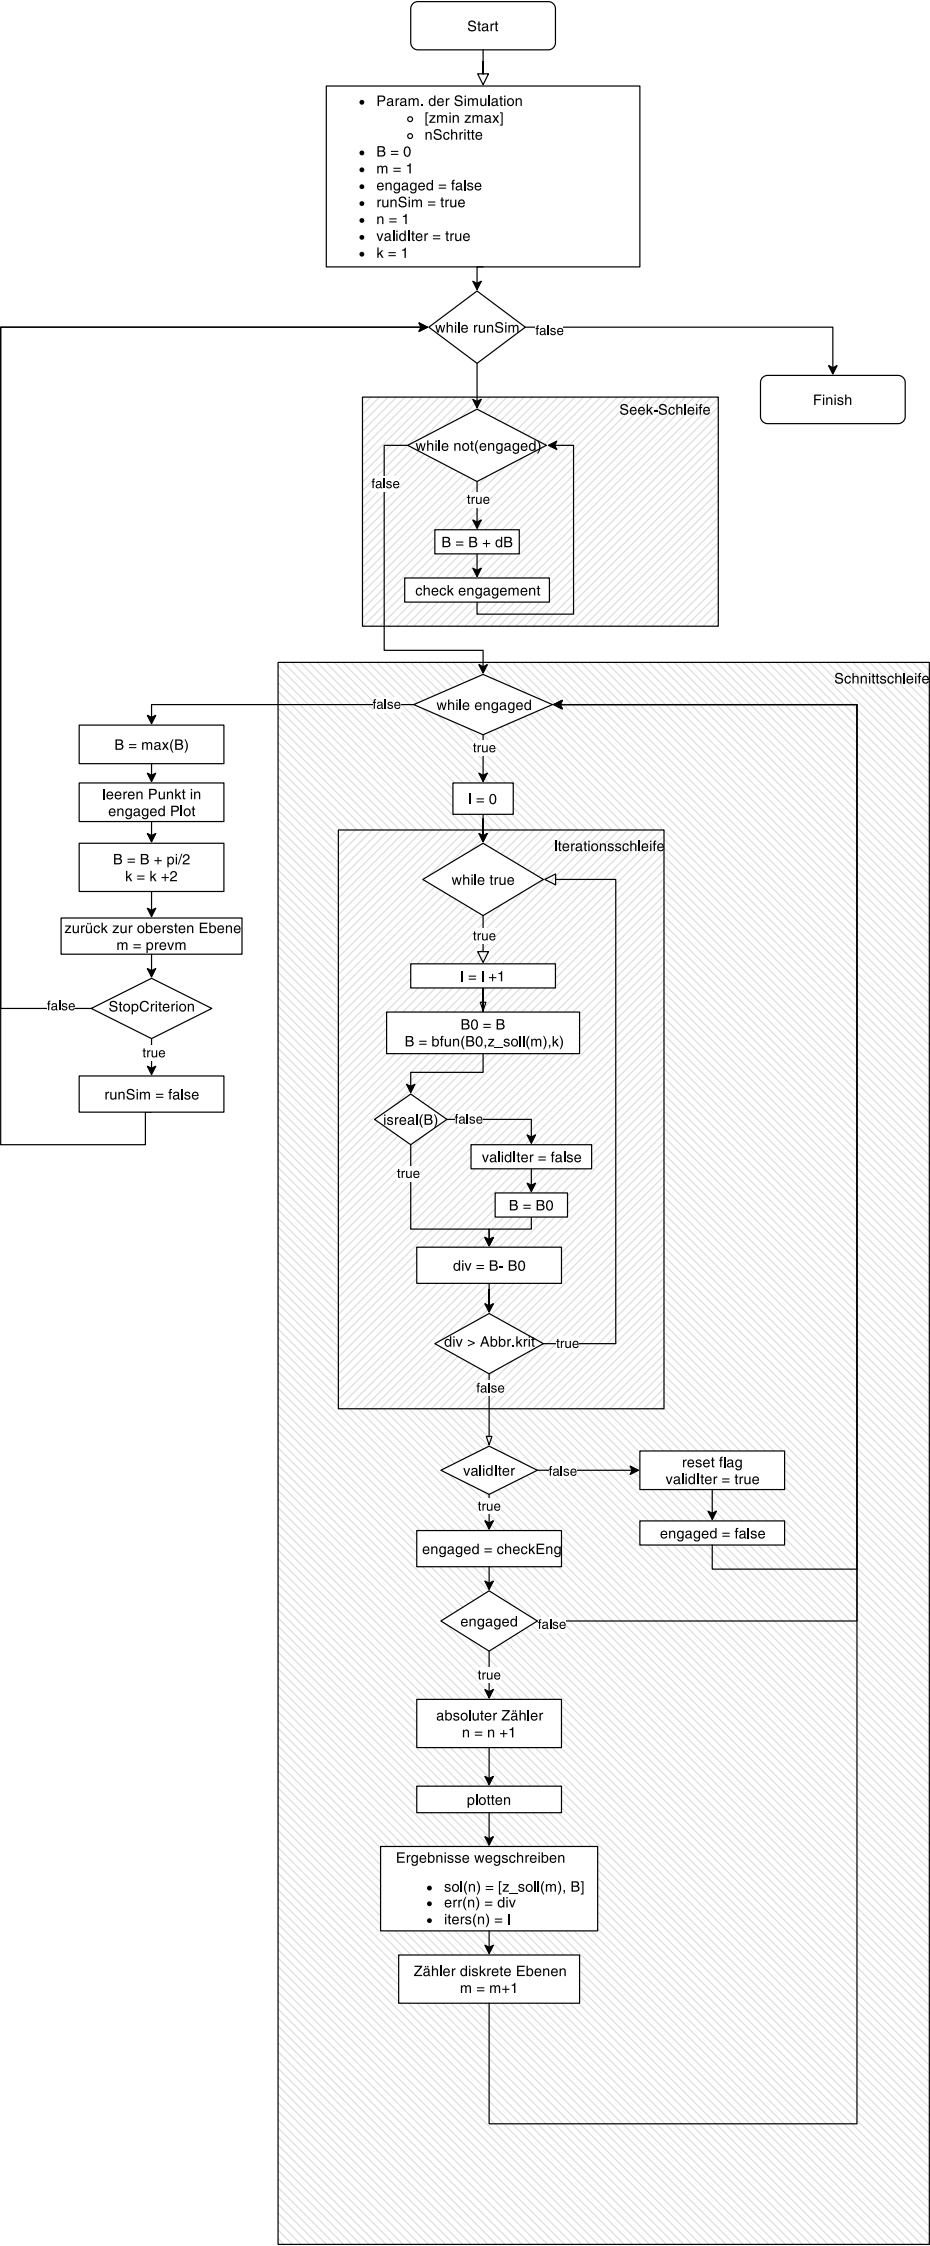 Start
Param. der Simulation
[zmin zmax]
nSchritte
B = 0
m = 1
engaged = false
runSim = true
n = 1
validIter = true
k = 1
while runSim
false
Finish
Seek-Schleife
while not(engaged)
false
true
B = B + dB
check engagement
Schnittschleife
while engaged
false
true
B = max(B)
leeren Punkt in
engaged Plot
B = B + pi/2
k = k +2
zurück zur obersten Ebene
m = prevm
StopCriterion
false
true
runSim = false
I = 0
Iterationsschleife
while true
true
I = I +1
B0 = B
B = bfun(B0,z_soll(m),k)
isreal(B)
false
true
validIter = false
B = B0
div = B- B0
div > Abbr.krit
true
false
validIter
false
reset flag
validIter = true
engaged = false
true
engaged = checkEng
engaged
false
true
absoluter Zähler
n = n +1
plotten
Ergebnisse wegschreiben
sol(n) = [z_soll(m), B]
err(n) = div
iters(n) = I
Zähler diskrete Ebenen
m = m+1